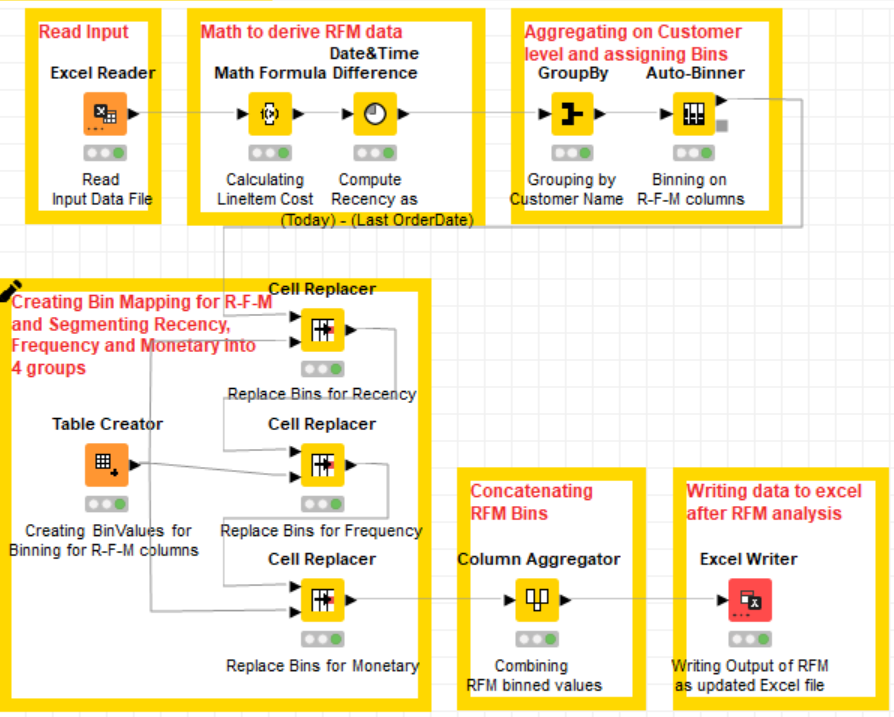 Read Input
Excel Reader
Read
Input Data File
Math to derive RFM data
Math Formula
Calculating
LineItem Cost
Date&Time
Difference
Compute
Recency as
(Today) - (Last OrderDate)
Aggregating on Customer
level and assigning Bins
GroupBy
Grouping by
Customer Name
Auto-Binner
Binning on
R-F-M columns
Creating Bin Mapping for R-F-M
and Segmenting Recency,
Frequency and Monetary into
4 groups
Cell Replacer
Replace Bins for Recency
Table Creator
Creating BinValues for
Binning for R-F-M columns
Cell Replacer
Replace Bins for Frequency
Cell Replacer
Replace Bins for Monetary
Concatenating
RFM Bins
Column Aggregator
Combining
RFM binned values
Writing data to excel
after RFM analysis
Excel Writer
Writing Output of RFM
as updated Excel file